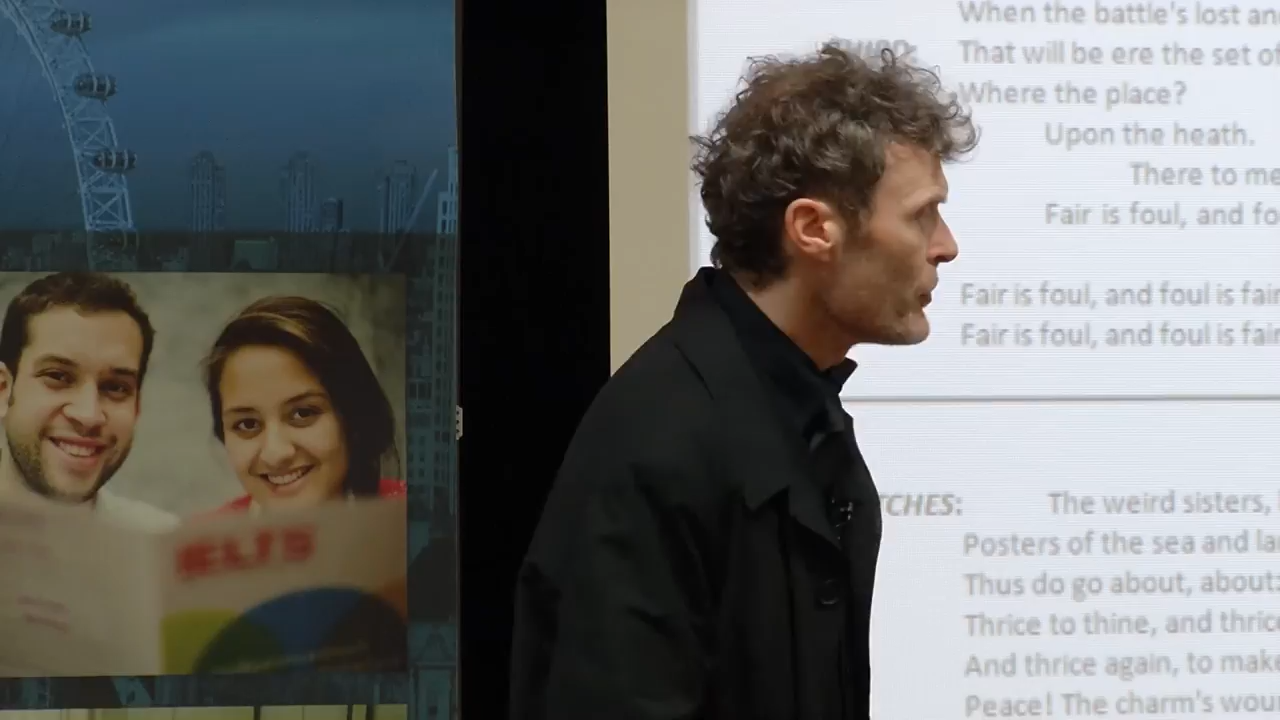 When the battle's lost an
THIRD:
That will be ere the set of
Where the place?
Upon the heath.
There to me
Fair is foul, and fo
Fair is foul, and foul is fair
Fair is foul, and foul is fair
TCHES:
The weird sisters,
Posters of the sea and la
Thus do go about, about:
Thrice to thine, and thric
And thrice again, to mak
Peace! The charm's wou
IELTS